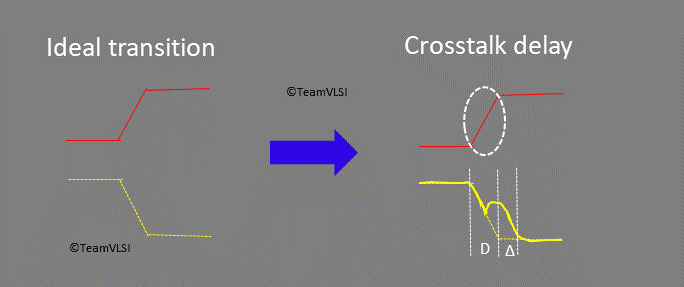 Ideal transition
Crosstalk delay
©TeamVLSI
©TeamVLSI
D
Δ